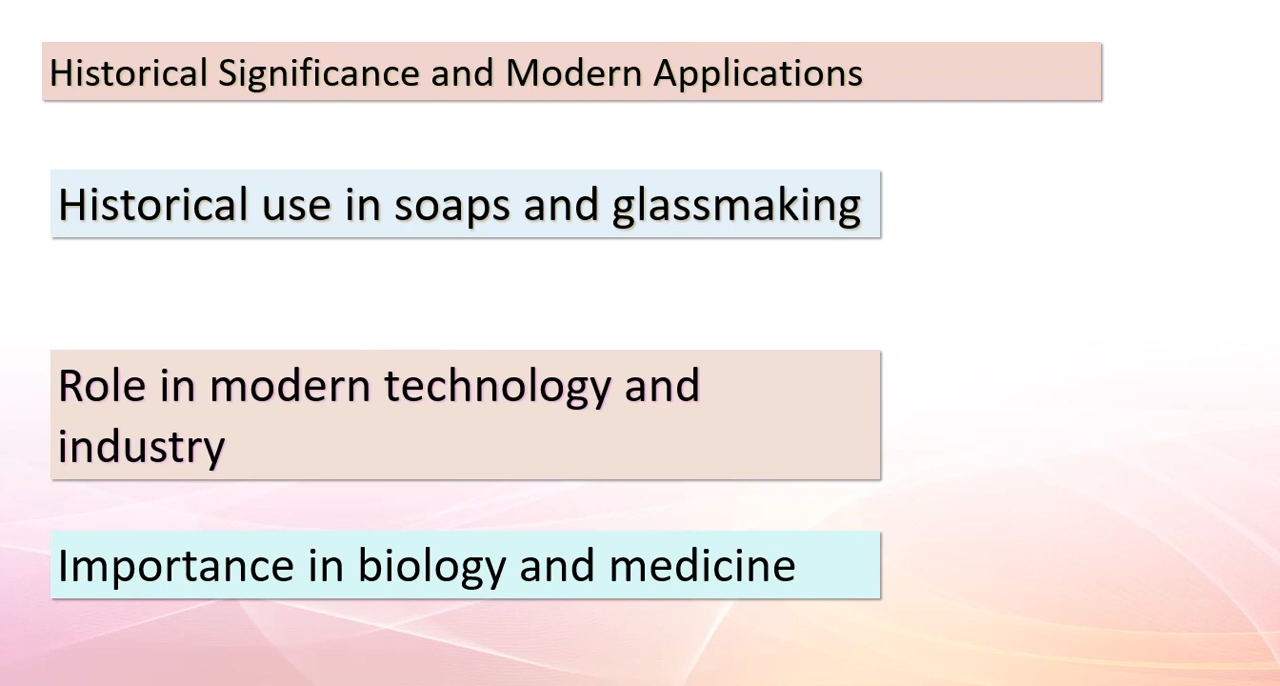 Historical Significance and Modern Applications
Historical use in soaps and glassmaking
Role in modern technology and
industry
Importance in biology and medicine